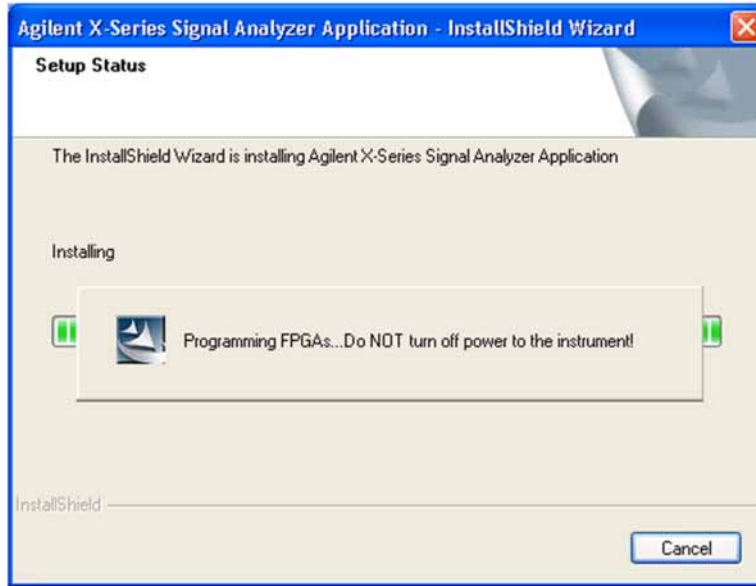 Agilent X-Series Signal Analyzer Application - InstallShield Wizard
Setup Status
The InstallShield Wizard is installing Agilent X-Series Signal Analyzer Application
Installing
Programming FPGAs...Do NOT turn off power to the instrument!
InstallShield
Cancel